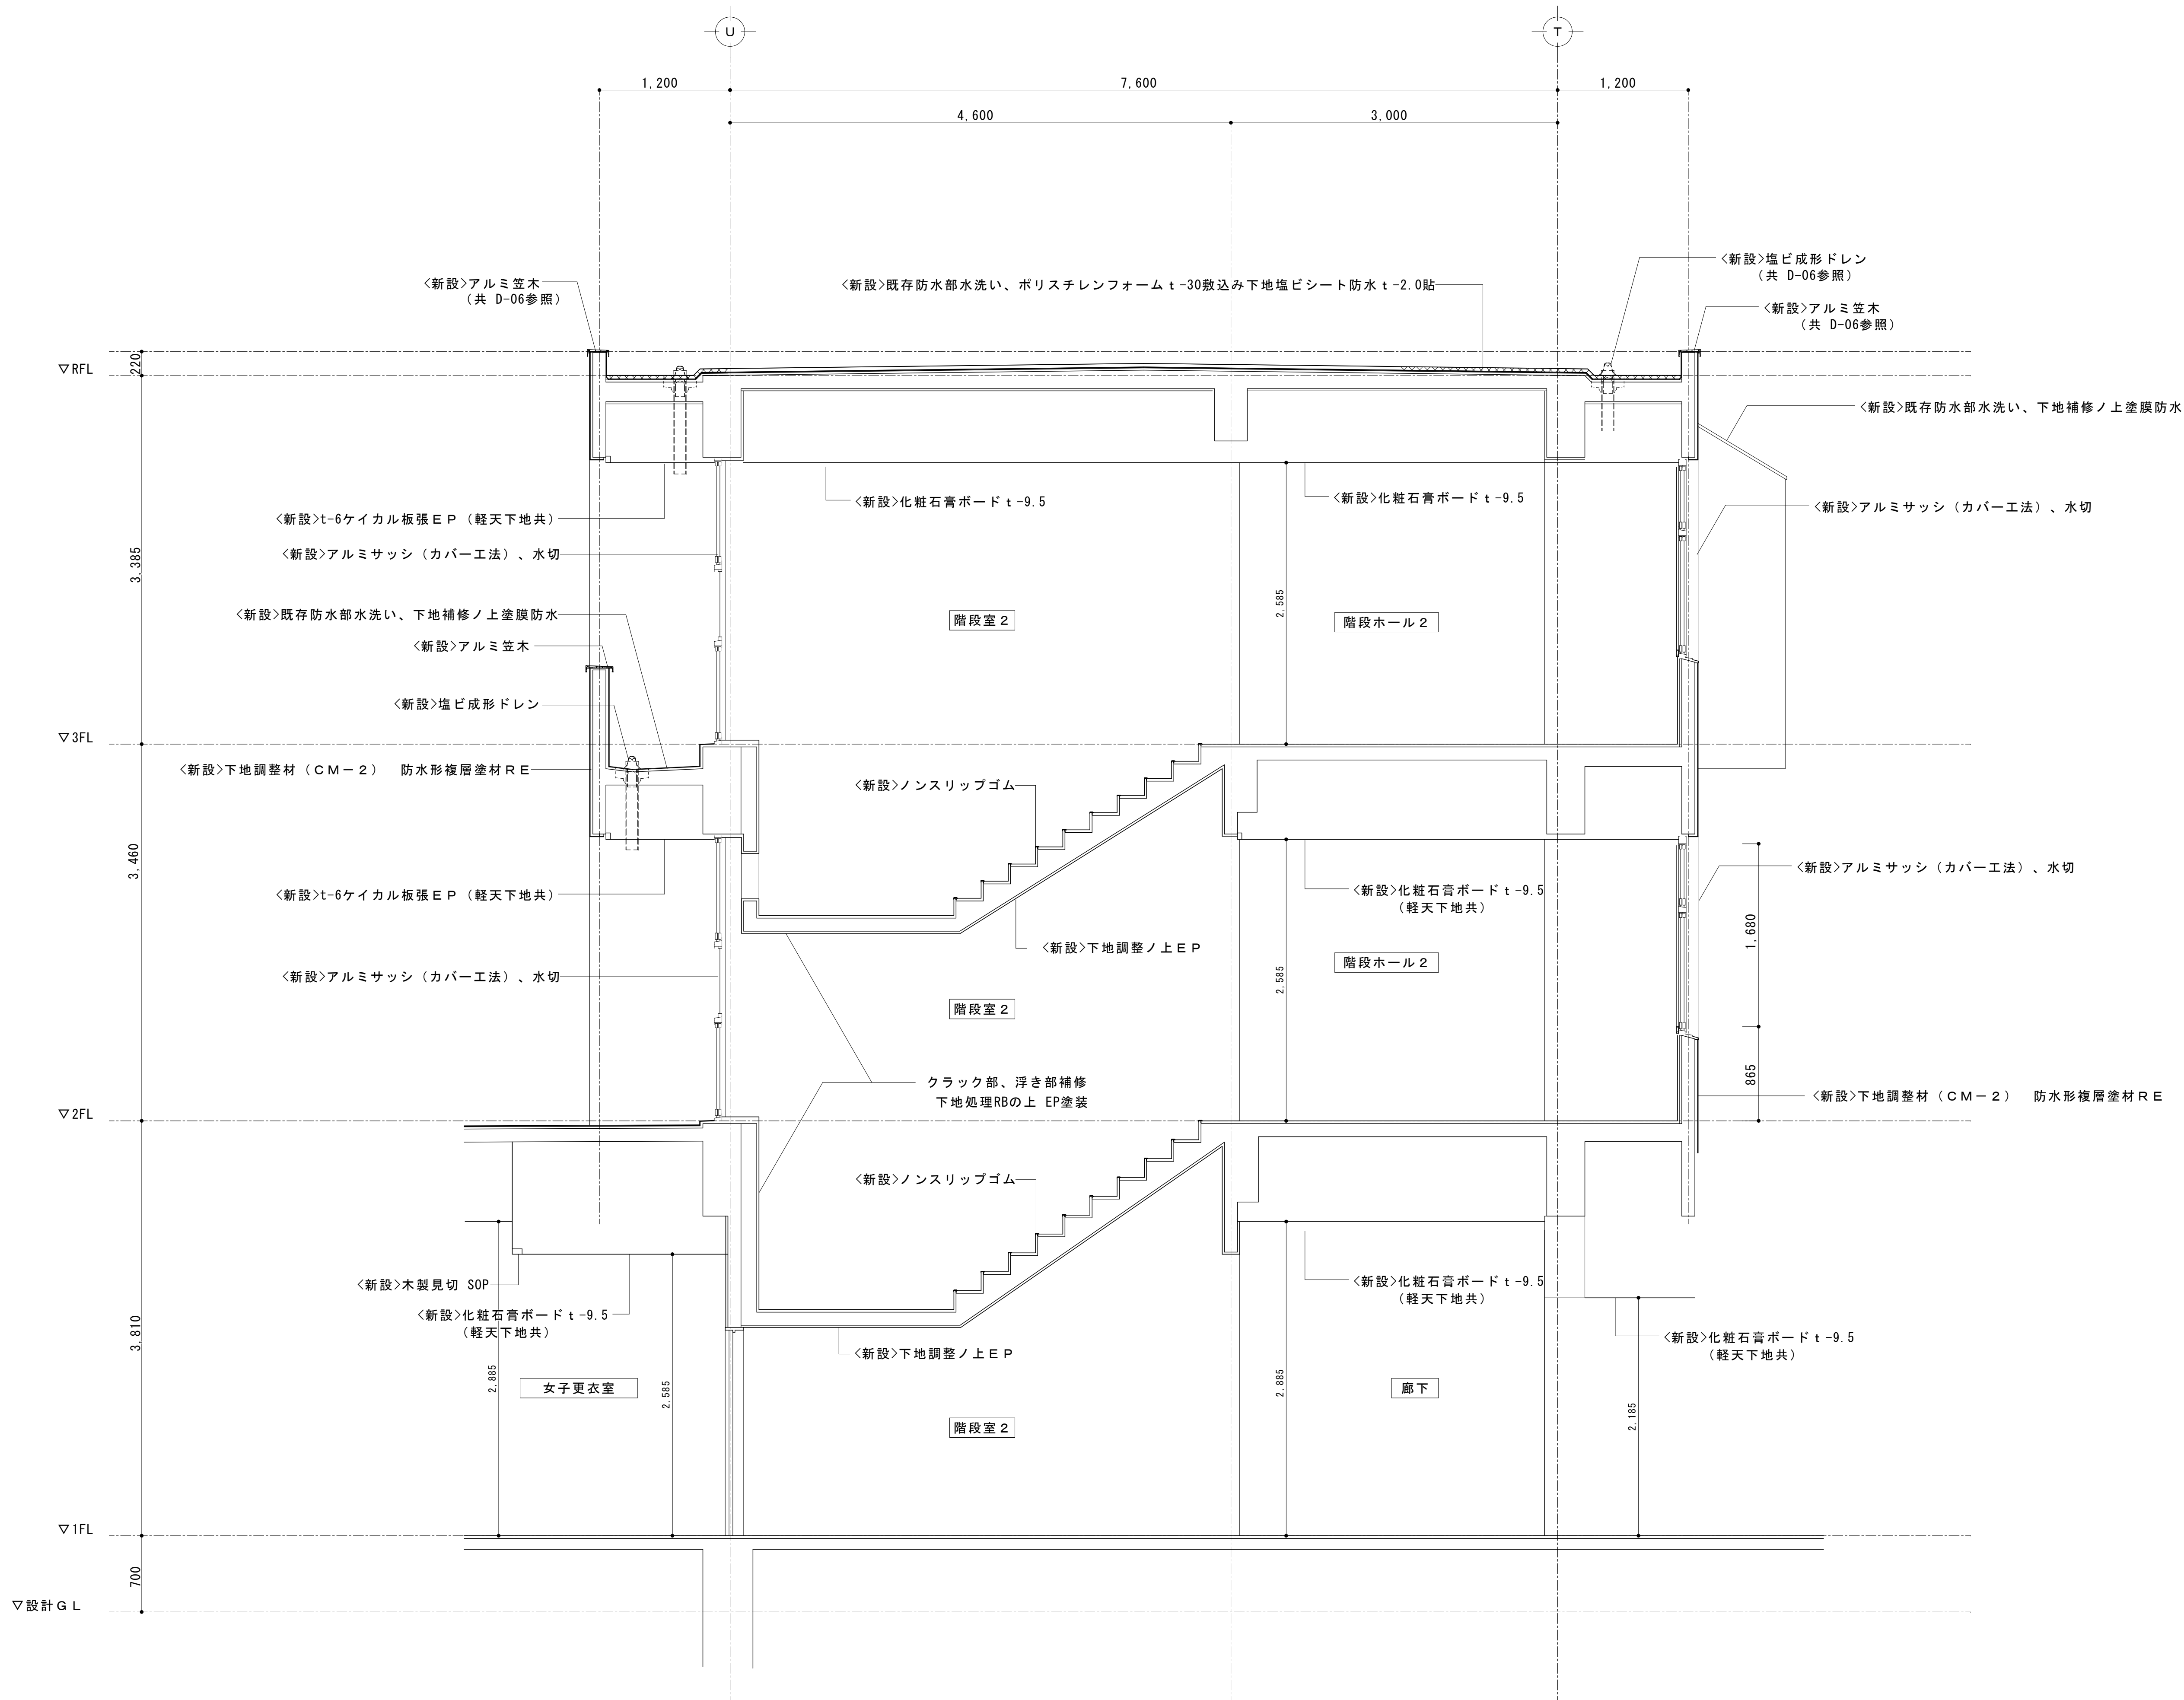 U
T
1,200
7,600
1,200
4,600
3,000
<新設>塩ビ成形ドレン
(共 D-06参照)
<新設>アルミ笠木
(共 D-06参照)
<新設>既存防水部水洗い、ポリスチレンフォームt-30敷込み下地塩ビシート防水t-2.0貼
<新設>アルミ笠木
(共 D-06参照)
220
▽RFL
<新設>既存防水部水洗い、下地補修ノ上塗膜防水
<新設>化粧石膏ボードt-9.5
<新設>化粧石膏ボードt-9.5
<新設>アルミサッシ(カバー工法)、水切
<新設>t-6ケイカル板張EP(軽天下地共)
<新設>アルミサッシ(カバー工法)、水切
3,385
2,585
<新設>既存防水部水洗い、下地補修ノ上塗膜防水
階段室2
階段ホール2
<新設>アルミ笠木
<新設>塩ビ成形ドレン
▽3FL
<新設>下地調整材(CM-2) 防水形複層塗材RE
<新設>ノンスリップゴム
3,460
<新設>アルミサッシ(カバー工法)、水切
<新設>t-6ケイカル板張EP(軽天下地共)
<新設>化粧石膏ボードt-9.5
(軽天下地共)
1,680
<新設>下地調整ノ上EP
階段ホール2
<新設>アルミサッシ(カバー工法)、水切
2,585
階段室2
865
クラック部、浮き部補修
下地処理RBの上 EP塗装
<新設>下地調整材(CM-2) 防水形複層塗材RE
▽2FL
<新設>ノンスリップゴム
<新設>木製見切 SOP
<新設>化粧石膏ボードt-9.5
(軽天下地共)
<新設>化粧石膏ボードt-9.5
(軽天下地共)
3,810
<新設>化粧石膏ボードt-9.5
(軽天下地共)
<新設>下地調整ノ上EP
2,885
女子更衣室
2,585
2,885
廊下
2,185
階段室2
▽1FL
700
▽設計GL